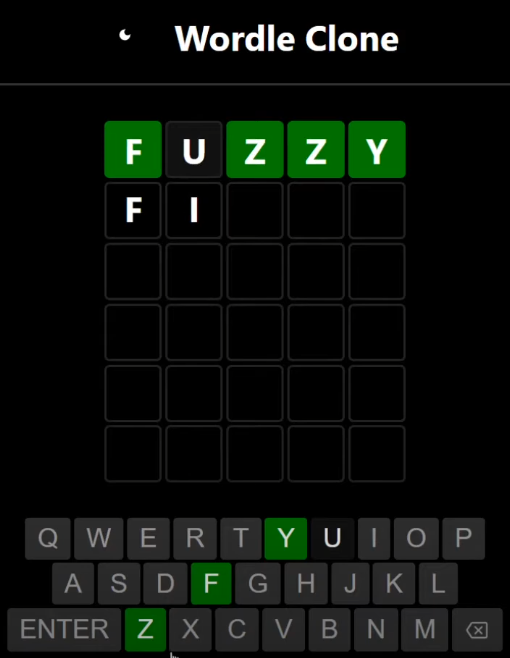 Wordle Clone
F U Z Z Y
F I
Q W E R T Y U I O P
A S D F G H J K L
ENTER Z X C V B N M